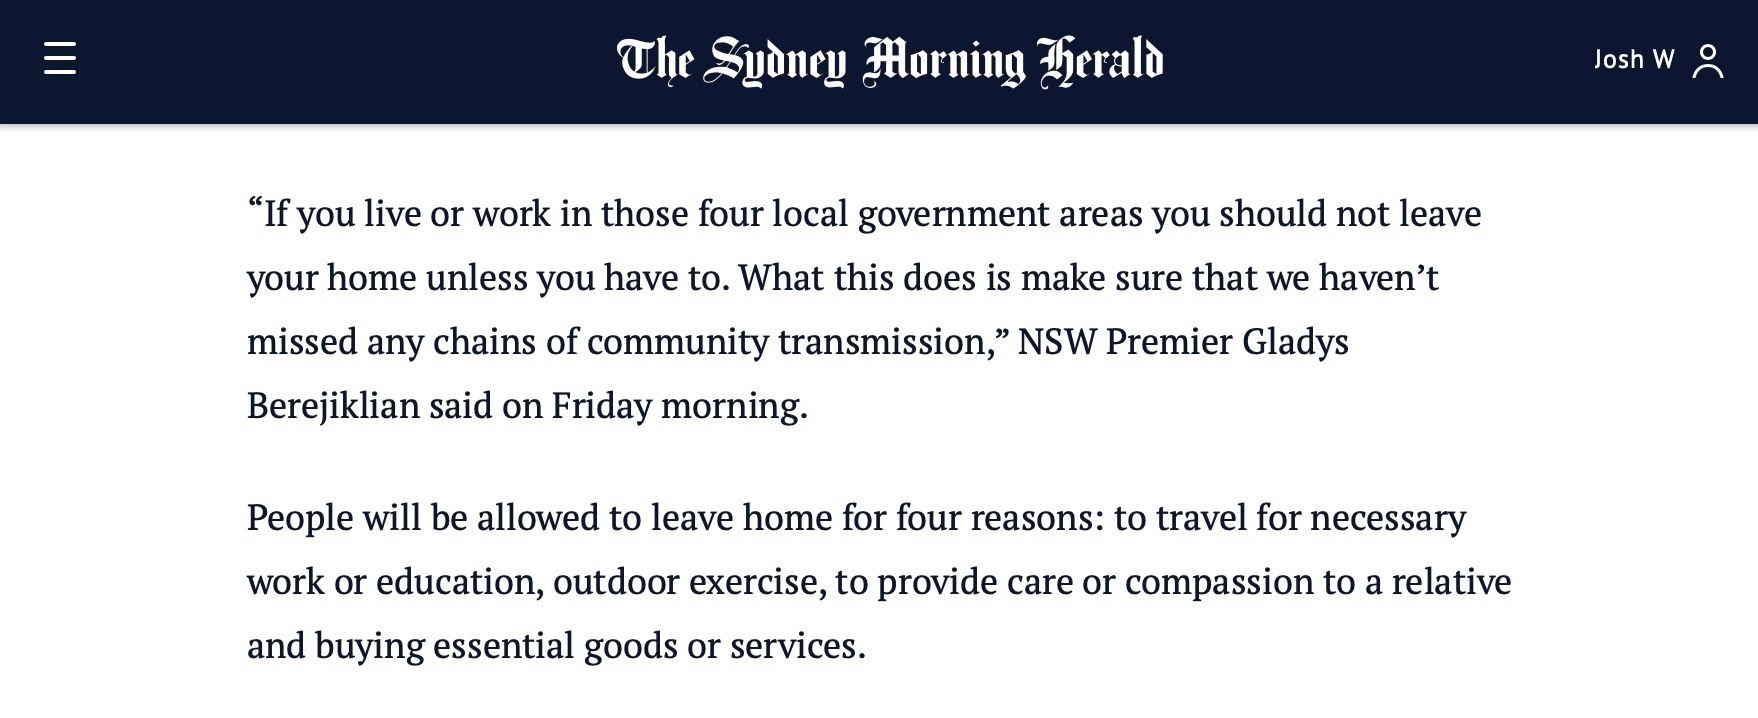 The Sydney Morning Herald
Josh W
“If you live or work in those four local government areas you should not leave
your home unless you have to. What this does is make sure that we haven’t
missed any chains of community transmission,” NSW Premier Gladys
Berejiklian said on Friday morning.
People will be allowed to leave home for four reasons: to travel for necessary
work or education, outdoor exercise, to provide care or compassion to a relative
and buying essential goods or services.